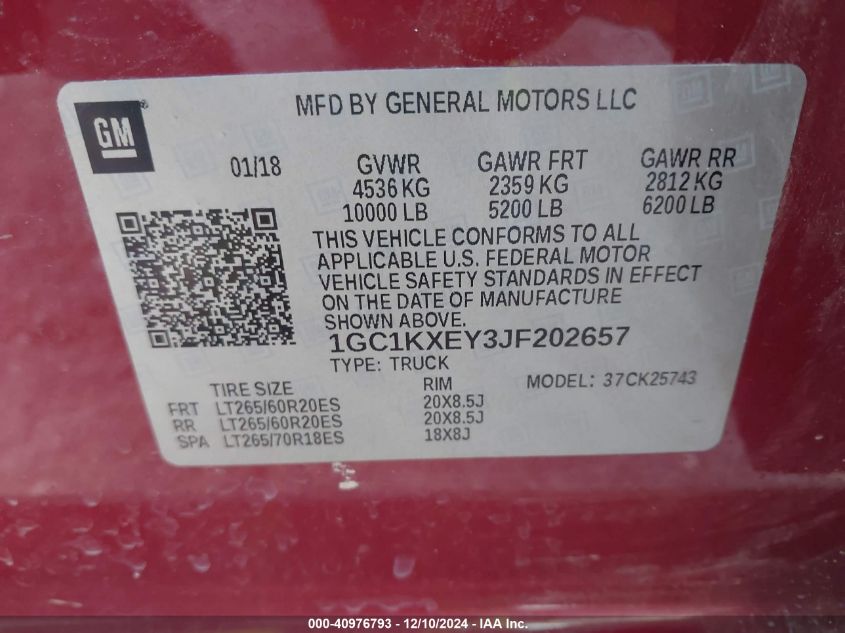 GM ®
MFD BY GENERAL MOTORS LLC
01/18 GVWR GAWR FRT GAWR RR
4536 KG 2359 KG 2812 KG
10000 LB 5200 LB 6200 LB
THIS VEHICLE CONFORMS TO ALL
APPLICABLE U.S. FEDERAL MOTOR
VEHICLE SAFETY STANDARDS IN EFFECT
ON THE DATE OF MANUFACTURE
SHOWN ABOVE.
1GC1KXEY3JF202657
TYPE: TRUCK
MODEL: 37CK25743
TIRE SIZE RIM
FRT LT265/60R20ES 20X8.5J
RR LT265/60R20ES 20X8.5J
SPA LT265/70R18ES 18X8J
000-40976793 - 12/10/2024 - IAA Inc.